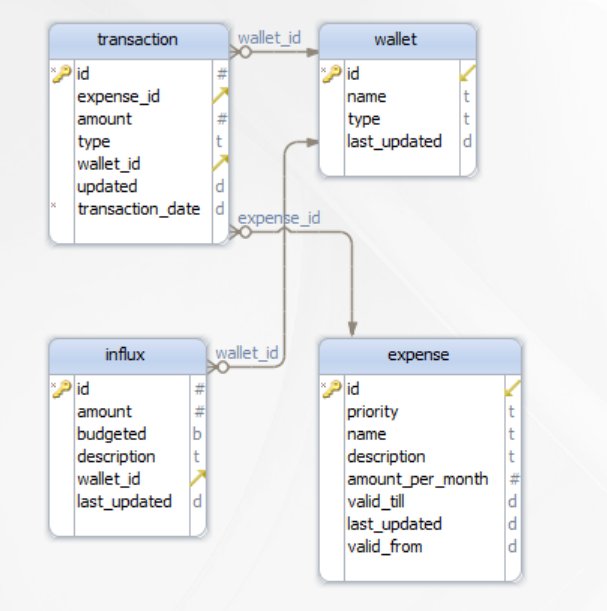 transaction
id #
expense_id
amount #
type t
wallet_id
updated d
transaction_date d
wallet_id
wallet
id
name t
type t
last_updated d
expense_id
influx
id #
amount #
budgeted b
description t
wallet_id
last_updated d
wallet_id
expense
id
priority t
name t
description t
amount_per_month #
valid_till d
last_updated d
valid_from d